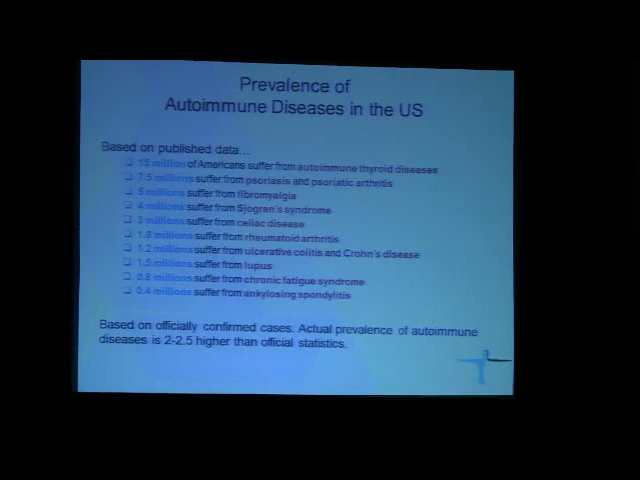 Prevalence of
Autoimmune Diseases in the US
Based on published data...
15 million of Americans suffer from autoimmune thyroid diseases
7.5 millions suffer from psoriasis and psoriatic arthritis
5 millions suffer from fibromyalgia
4 millions suffer from Sjogren's syndrome
3 millions suffer from celiac disease
suffer from rheumatoid arthritis
1.2 millions suffer from ulcerative colitis and Crohn's disease
1.5 millions suffer from lupus
0.8 millions suffer from chronic fatigue syndrome
0.4 millions suffer from ankylosing spondylitis
Based on officially confirmed cases. Actual prevalence of autoimmune
diseases is 2-2.5 higher than official statistics.